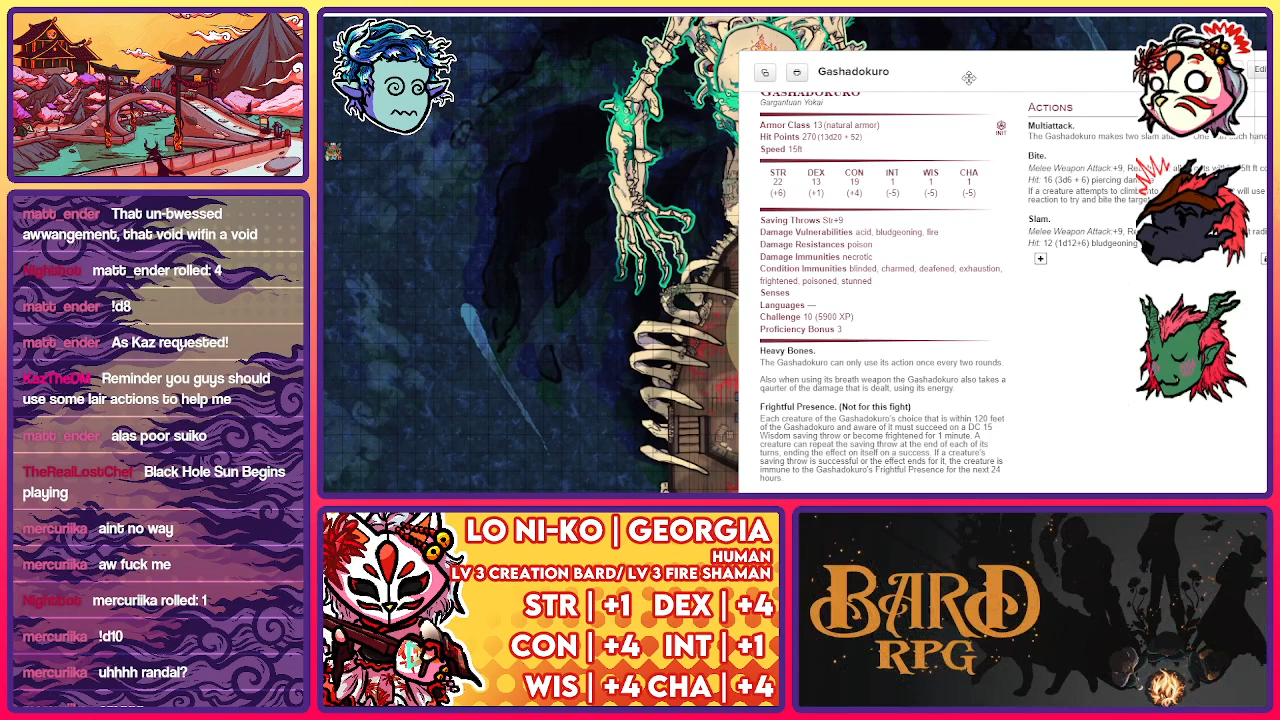 matt_ender That un-bwessed
awwangement, that void wifin a void
Nightbot matt_ender rolled: 4
matt_ender !d8
matt_ender As Kaz requested!
KazTheDM Reminder you guys should
use some lair actions to help me
matt_ender alas poor suiko
TheRealLostChef Black Hole Sun Begins
playing
mercuriika aint no way
mercuriika aw fuck me
Nightbot mercuriika rolled: 1
mercuriika !d10
mercuriika uhhhh randal?
Gashadokuro
Edi
GASHADOKURO
Gargantuan Yokai
Armor Class 13 (natural armor)
Hit Points 270 (13d20 + 52)
Speed 15ft
INIT
STR DEX CON INT WIS CHA
22 13 19 1 1 1
(+6) (+1) (+4) (-5) (-5) (-5)
Saving Throws Str+9
Damage Vulnerabilities acid, bludgeoning, fire
Damage Resistances poison
Damage Immunities necrotic
Condition Immunities blinded, charmed, deafened, exhaustion,
frightened, poisoned, stunned
Senses
Languages —
Challenge 10 (5900 XP)
Proficiency Bonus 3
Heavy Bones.
The Gashadokuro can only use its action once every two rounds.
Also when using its breath weapon the Gashadokuro also takes a
qaurter of the damage that is dealt, using its energy.
Frightful Presence. (Not for this fight)
Each creature of the Gashadokuro's choice that is within 120 feet
of the Gashadokuro and aware of it must succeed on a DC 15
Wisdom saving throw or become frightened for 1 minute. A
creature can repeat the saving throw at the end of each of its
turns, ending the effect on itself on a success. If a creature's
saving throw is successful or the effect ends for it, the creature is
immune to the Gashadokuro's Frightful Presence for the next 24
hours.
ACTIONS
Multiattack.
The Gashadokuro makes two slam One with hand
Bite.
Melee Weapon Attack:+9, 5ft ft
Hit: 16 (3d6 + 6) piercing
If a creature attempts to climb will use
reaction to try and bite the
Slam.
Melee Weapon Attack:+9,
Hit: 12 (1d12+6) bludgeoning
LO NI-KO | GEORGIA
HUMAN
LV 3 CREATION BARD/ LV 3 FIRE SHAMAN
STR | +1 DEX | +4
CON | +4 INT | +1
WIS | +4 CHA | +4
BARD
RPG